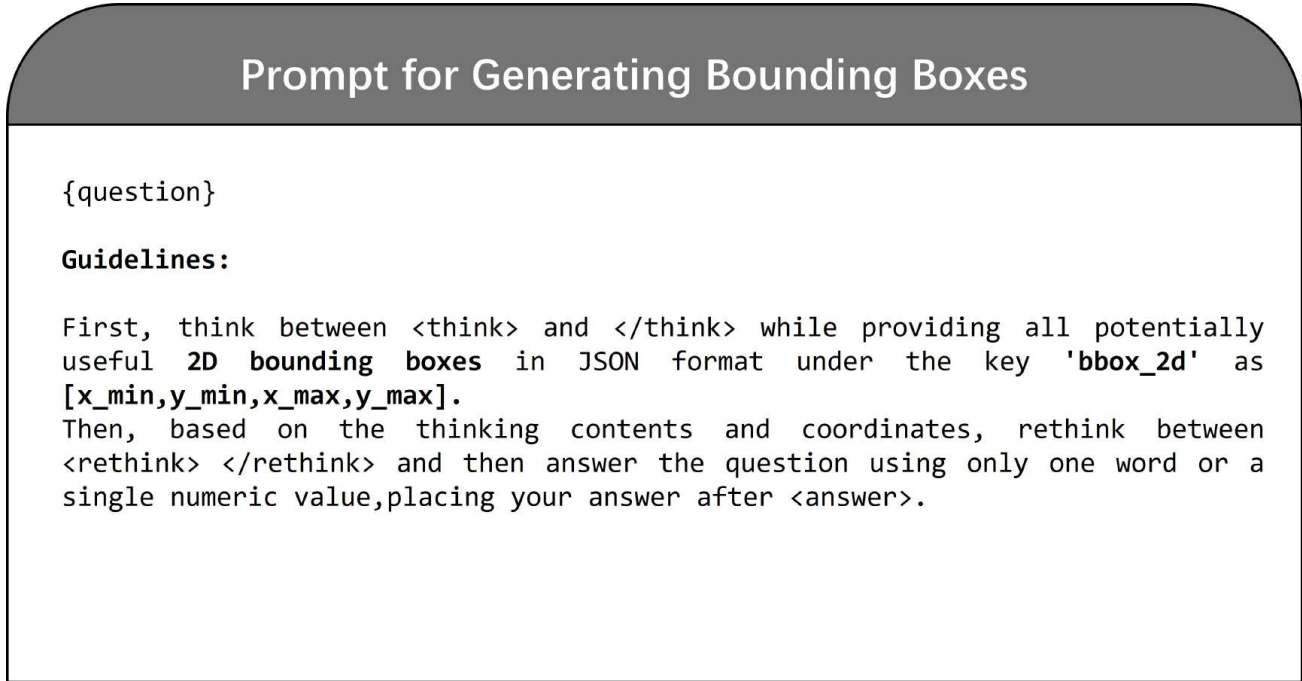 Prompt for Generating Bounding Boxes
{question}
Guidelines:
First, think between <think> and </think> while providing all potentially
useful 2D bounding boxes in JSON format under the key 'bbox_2d' as
[x_min,y_min,x_max,y_max].
Then, based on the thinking contents and coordinates, rethink between
<rethink> </rethink> and then answer the question using only one word or a
single numeric value,placing your answer after <answer>.